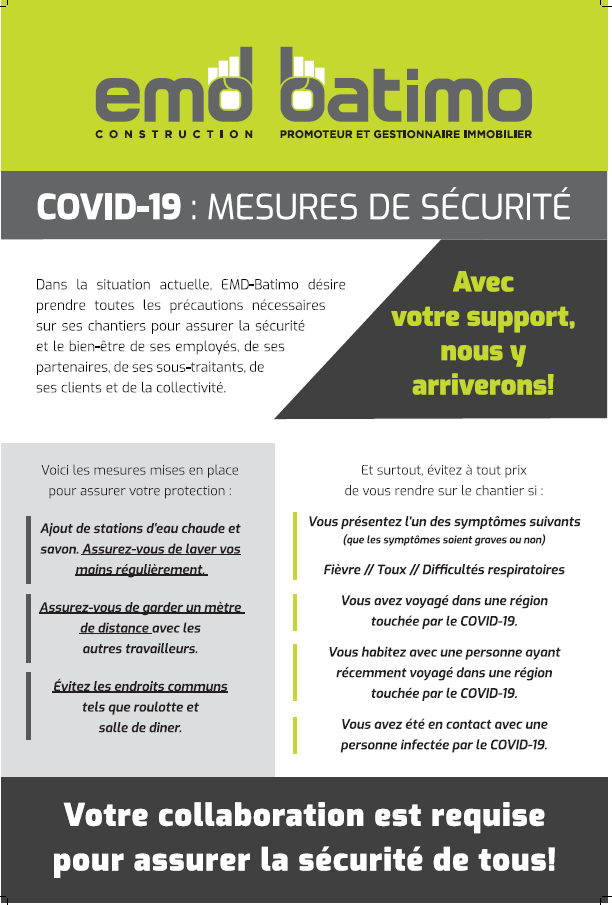 emd batimo
CONSTRUCTION PROMOTEUR ET GESTIONNAIRE IMMOBILIER
COVID-19 : MESURES DE SÉCURITÉ
Dans la situation actuelle, EMD-Batimo désire
prendre toutes les précautions nécessaires
sur ses chantiers pour assurer la sécurité
et le bien-être de ses employés, de ses
partenaires, de ses sous-traitants, de
ses clients et de la collectivité.
Avec
votre support,
nous y
arriverons!
Voici les mesures mises en place
pour assurer votre protection :
Ajout de stations d'eau chaude et
savon. Assurez-vous de laver vos
mains régulièrement.
Assurez-vous de garder un mètre
de distance avec les
autres travailleurs.
Évitez les endroits communs
tels que roulotte et
salle de diner.
Et surtout, évitez à tout prix
de vous rendre sur le chantier si :
Vous présentez l'un des symptômes suivants
(que les symptômes soient graves ou non)
Fièvre // Toux // Difficultés respiratoires
Vous avez voyagé dans une région
touchée par le COVID-19.
Vous habitez avec une personne ayant
récemment voyagé dans une région
touchée par le COVID-19.
Vous avez été en contact avec une
personne infectée par le COVID-19.
Votre collaboration est requise
pour assurer la sécurité de tous!